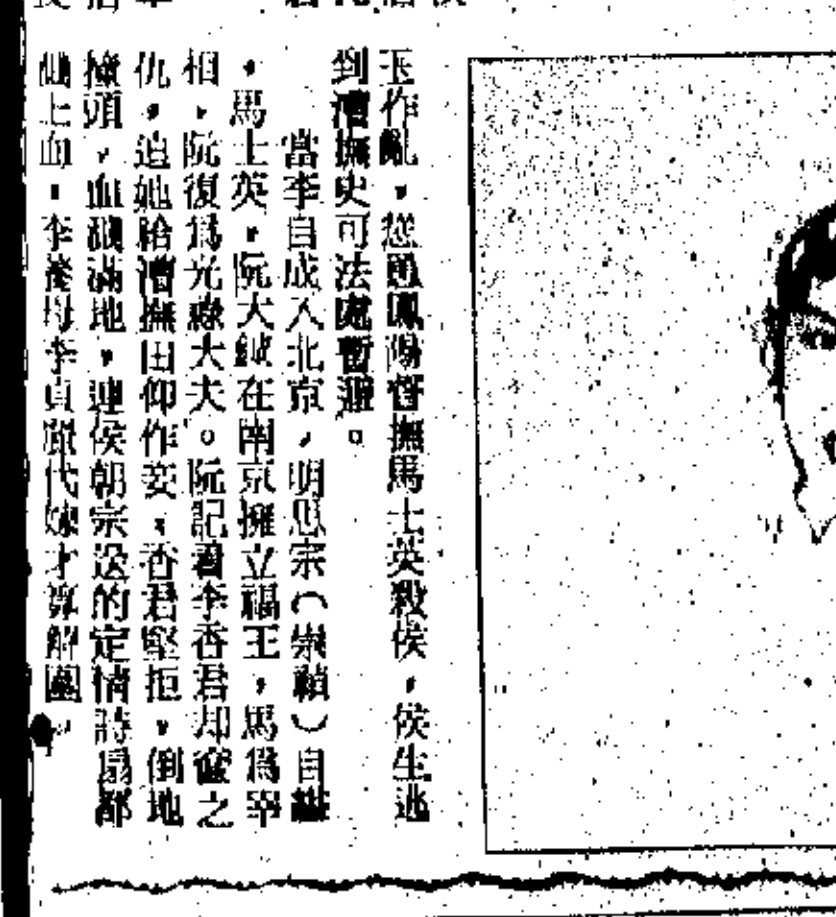 玉作亂，慫恿鳳陽督撫馬士英殺侯，侯生逃
到漕撫史可法處暫避。
當李自成入北京，明思宗（崇禎）自縊
，馬士英，阮大鋮在南京擁立福王，馬為宰
相，阮復為光祿大夫。阮記着李香君却奩之
仇，迫她給漕撫田仰作妾，香君堅拒，倒地
撞頭，血濺滿地，連侯朝宗送的定情詩扇都
上血，李養母李貞代嫁才算解圍。